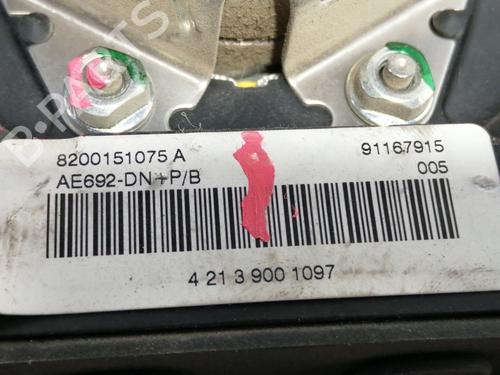 B-PARTS
8200151075 A
91167915
AE692-DN+P/B
005
4 21 3 900 1097